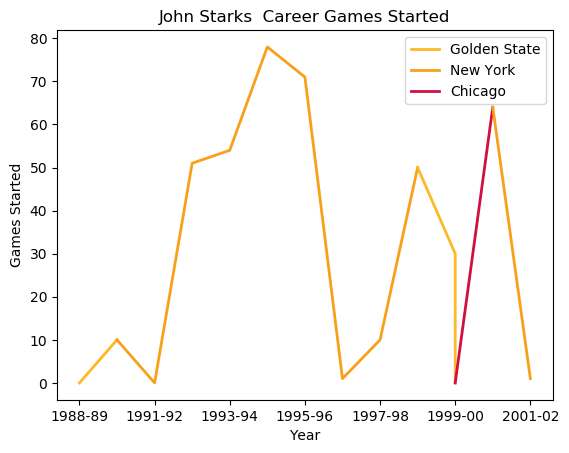 John Starks  Career Games Started
Golden State
New York
Chicago
Games Started
80
70
60
50
40
30
20
10
0
1988-89 1991-92 1993-94 1995-96 1997-98 1999-00 2001-02
Year